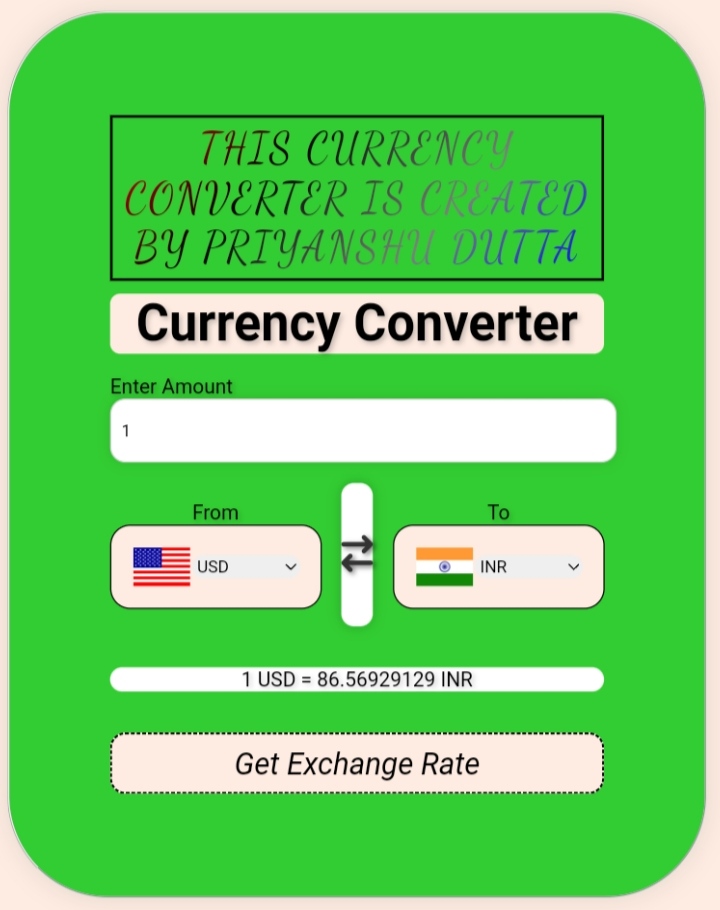 THIS CURRENCY
CONVERTER IS CREATED
BY PRIYANSHU DUTTA
Currency Converter
Enter Amount
1
From
To
USD
INR
1 USD = 86.56929129 INR
Get Exchange Rate